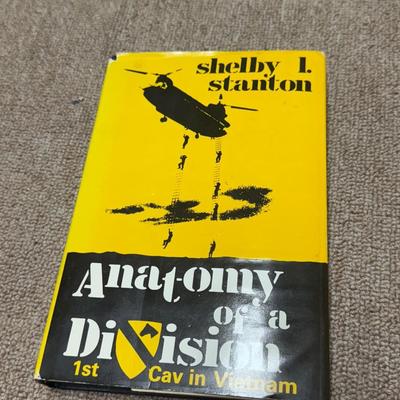 shelby l.
stanton
Anatomy
of a
Division
1st Cav in Vietnam